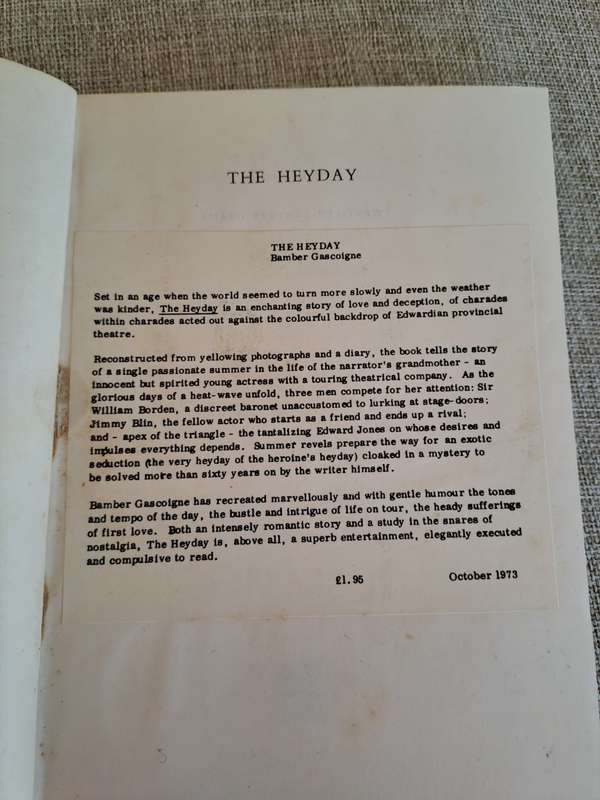 THE HEYDAY
THE HEYDAY
Bamber Gascoigne
Set in an age when the world seemed to turn more slowly and even the weather
was kinder, The Heyday is an enchanting story of love and deception, of charades
within charades acted out against the colourful backdrop of Edwardian provincial
theatre.
Reconstructed from yellowing photographs and a diary, the book tells the story
of a single passionate summer in the life of the narrator's grandmother - an
innocent but spirited young actress with a touring theatrical company. As the
glorious days of a heat-wave unfold, three men compete for her attention: Sir
William Borden, a discreet baronet unaccustomed to lurking at stage-doors;
Jimmy Blin, the fellow actor who starts as a friend and ends up a rival;
and - apex of the triangle - the tantalizing Edward Jones on whose desires and
impulses everything depends. Summer revels prepare the way for an exotic
seduction (the very heyday of the heroine's heyday) cloaked in a mystery to
be solved more than sixty years on by the writer himself.
Bamber Gascoigne has recreated marvellously and with gentle humour the tones
and tempo of the day, the bustle and intrigue of life on tour, the heady sufferings
of first love. Both an intensely romantic story and a study in the snares of
nostalgia, The Heyday is, above all, a superb entertainment, elegantly executed
and compulsive to read.
£1.95 October 1973